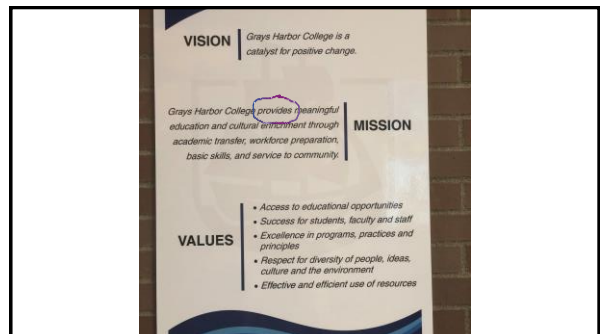 VISION
Grays Harbor College is a
catalyst for positive change.
Grays Harbor College provides meaningful
education and cultural enrichment through
academic transfer, workforce preparation,
basic skills, and service to community.
MISSION
VALUES
• Access to educational opportunities
• Success for students, faculty and staff
• Excellence in programs, practices and
principles
• Respect for diversity of people, ideas,
culture and the environment
• Effective and efficient use of resources